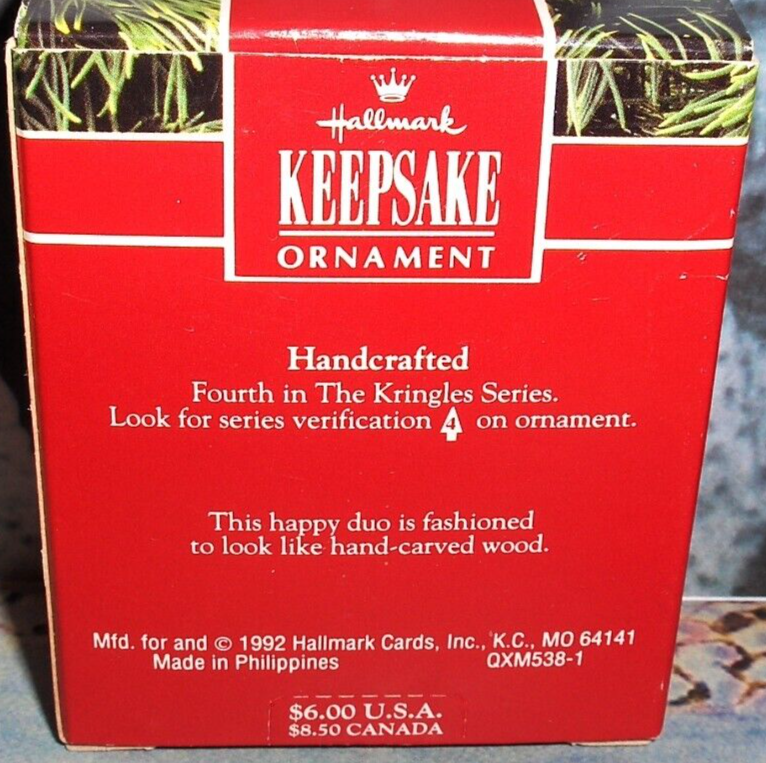 Hallmark
KEEPSAKE
ORNAMENT
Handcrafted
Fourth in The Kringles Series.
Look for series verification 4 on ornament.
This happy duo is fashioned
to look like hand-carved wood.
Mfd. for and © 1992 Hallmark Cards, Inc., K.C., MO 64141
Made in Philippines QXM538-1
$6.00 U.S.A.
$8.50 CANADA